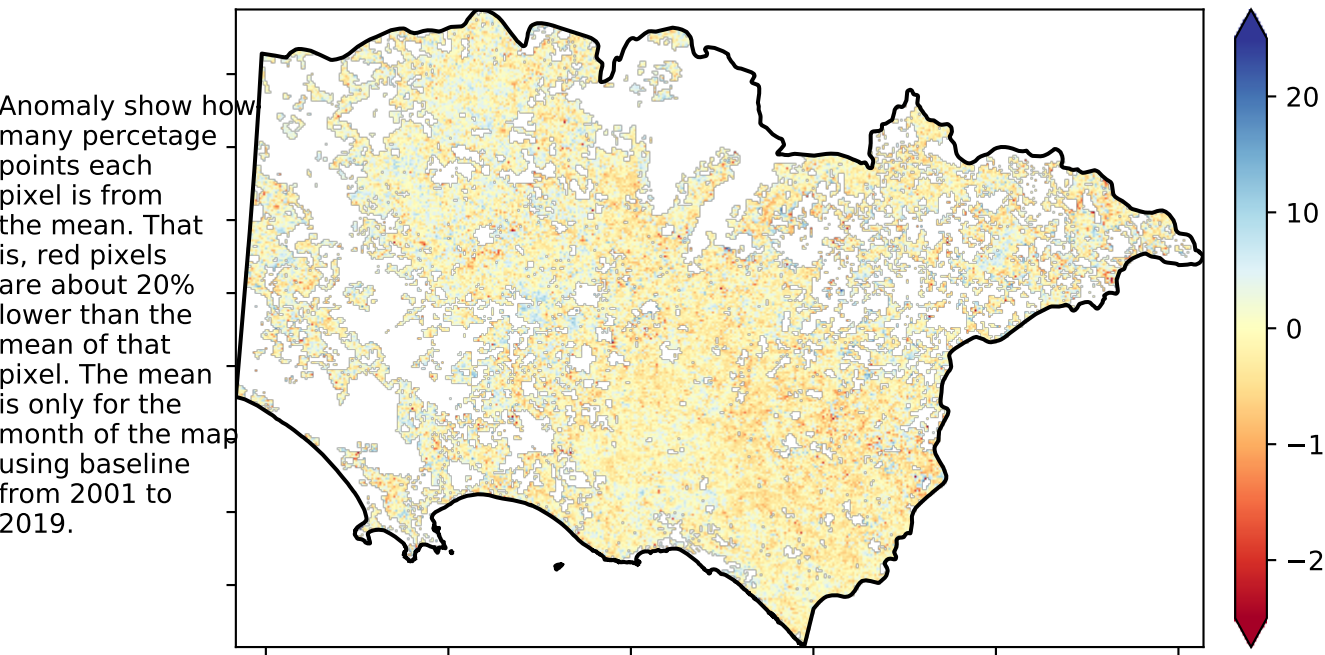 Anomaly show how
many percetage
points each
pixel is from
the mean. That
is, red pixels
are about 20%
lower than the
mean of that
pixel. The mean
is only for the
month of the map
using baseline
from 2001 to
2019.
20
10
0
−1
−2